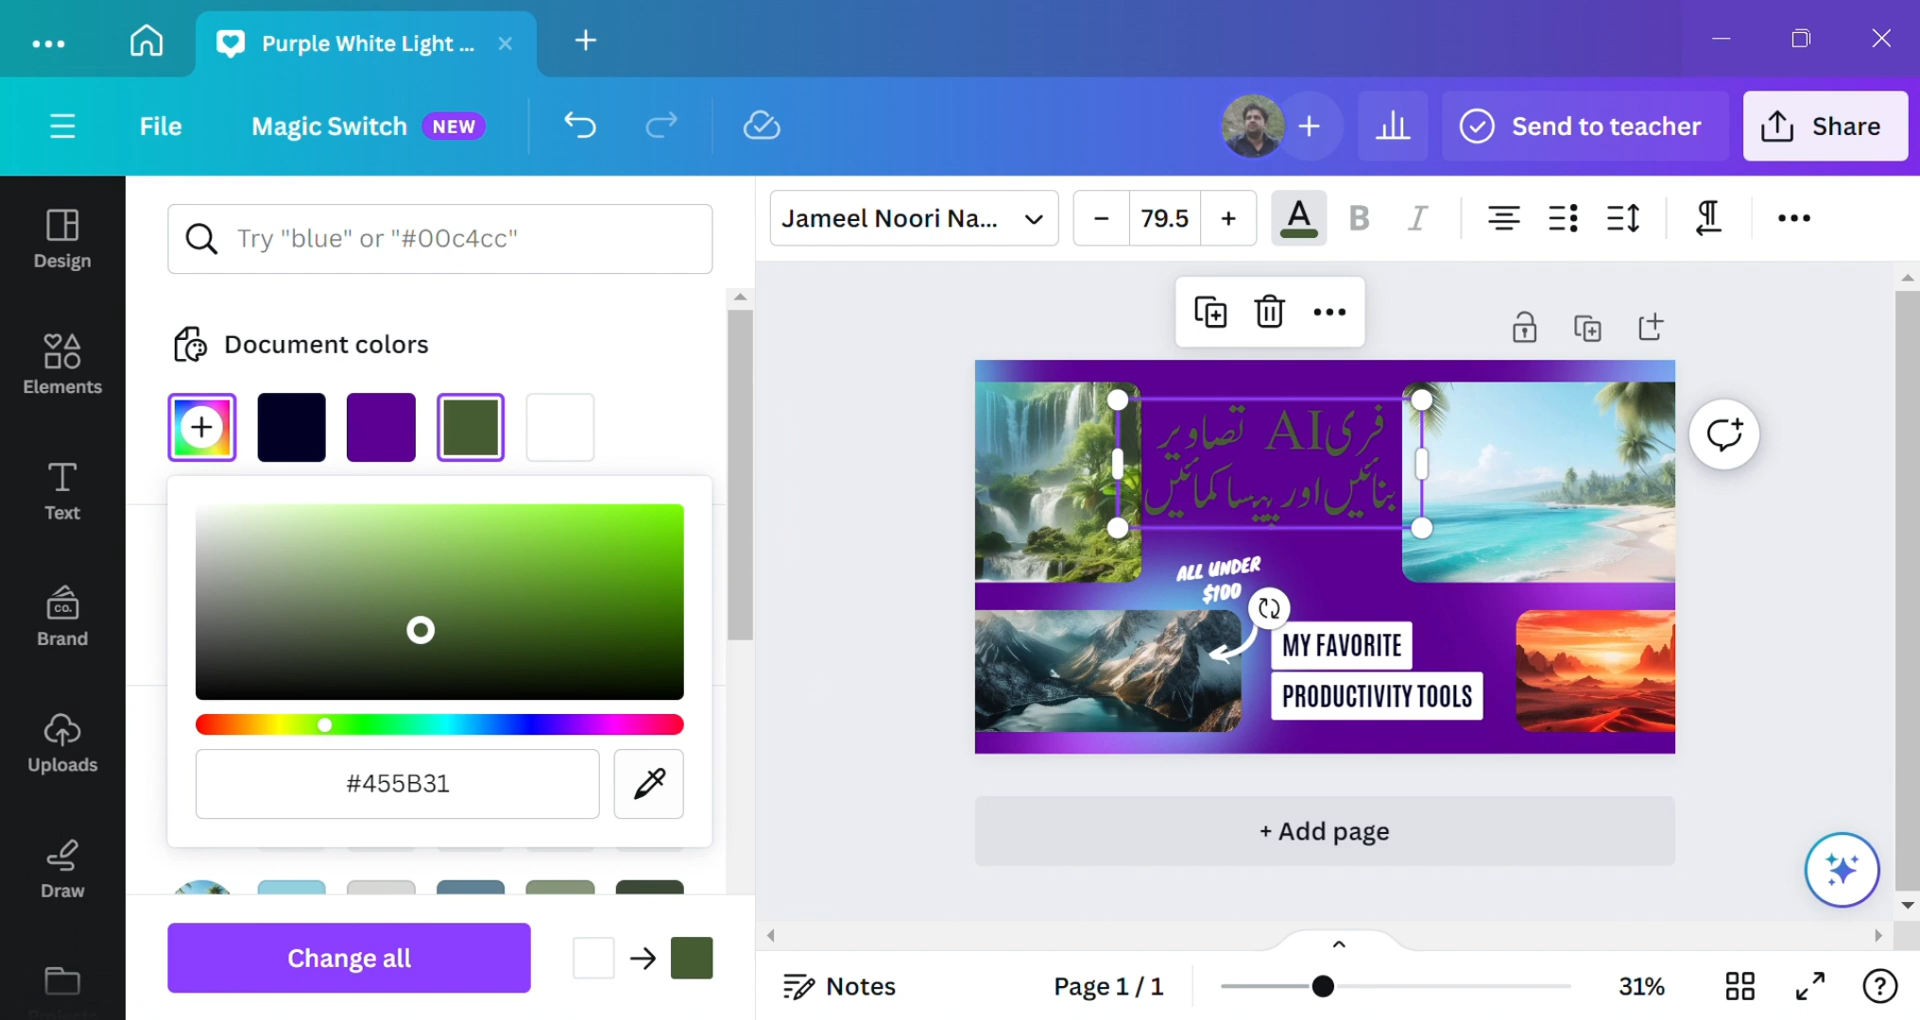 Purple White Light ...
File
Magic Switch NEW
Send to teacher
Share
Design
Elements
Text
Brand
CO.
Uploads
Draw
Try "blue" or "#00c4cc"
Document colors
#455B31
Change all
Jameel Noori Na...
79.5
A
B
I
فری AI تصاویر
بنائیں اور پیسا کمائیں
ALL UNDER
$100
MY FAVORITE
PRODUCTIVITY TOOLS
+ Add page
Notes
Page 1 / 1
31%
?